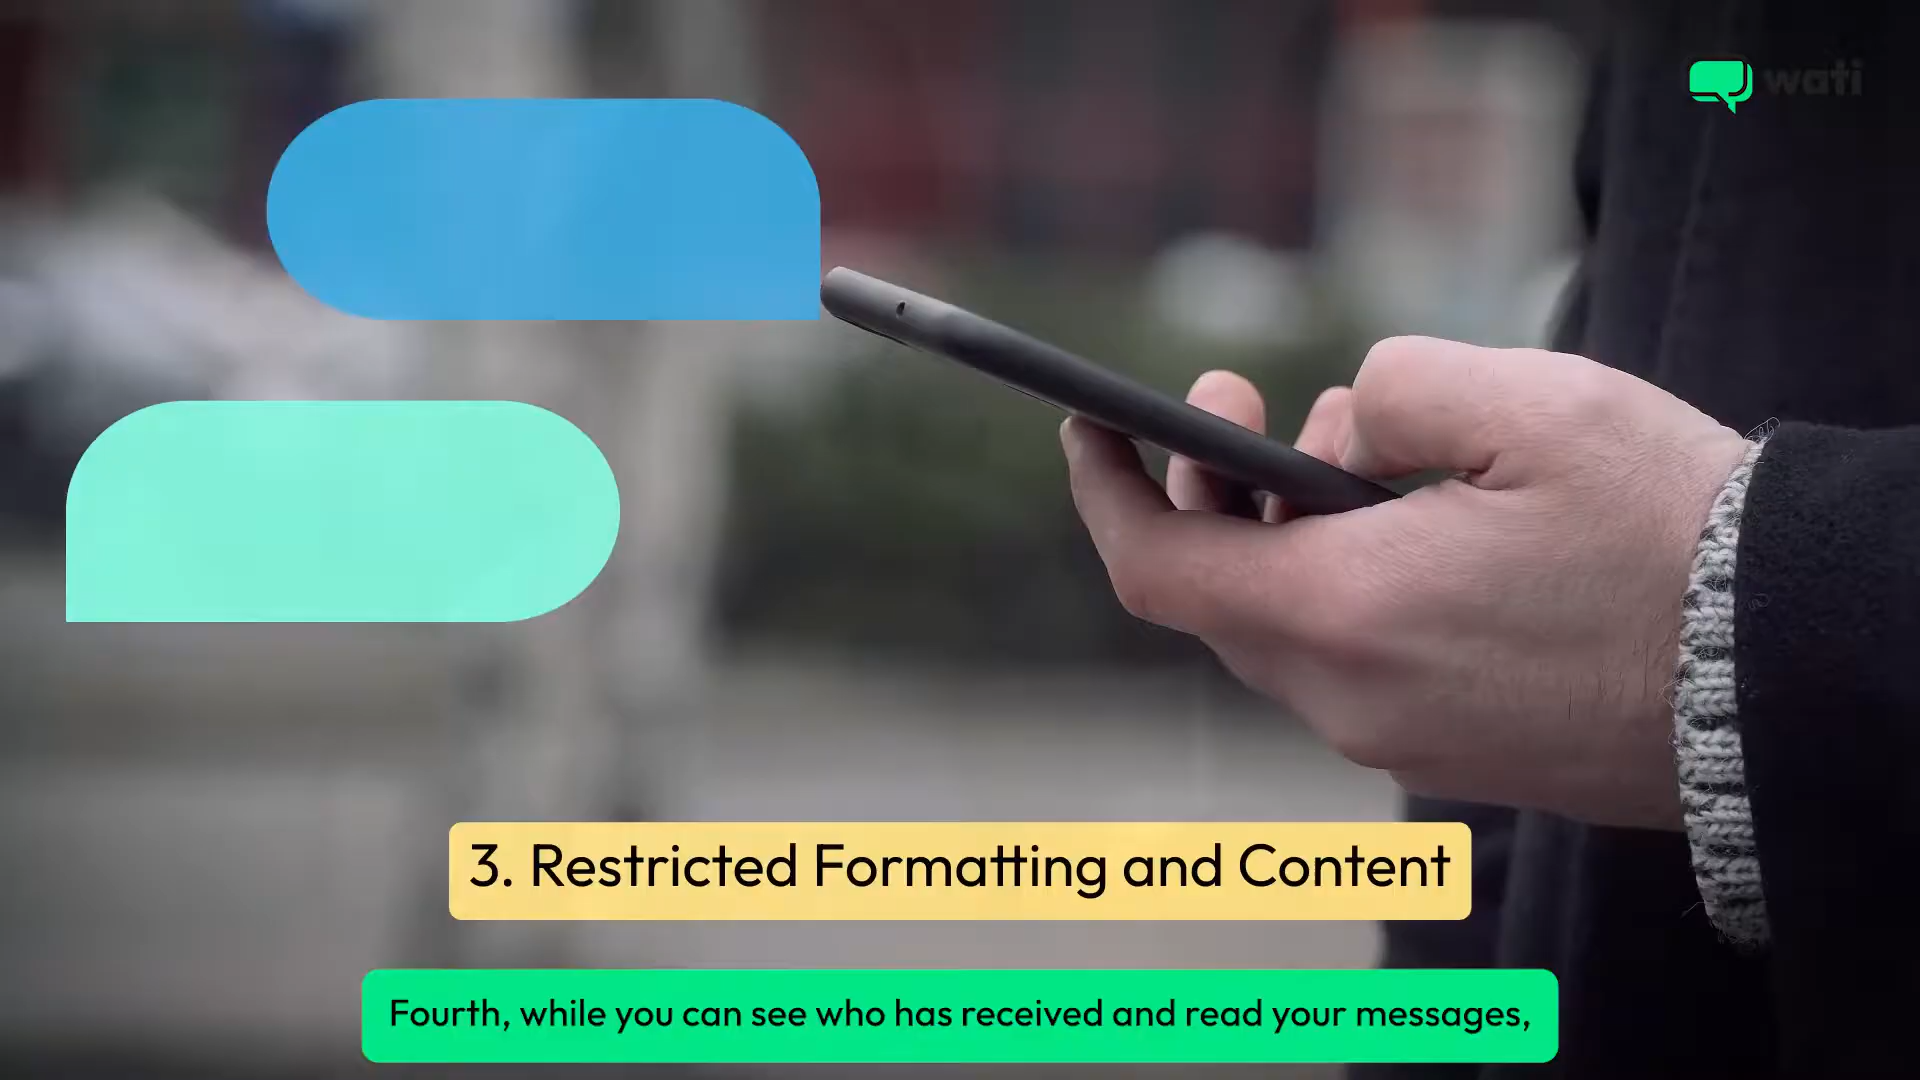 wati
3. Restricted Formatting and Content
Fourth, while you can see who has received and read your messages,